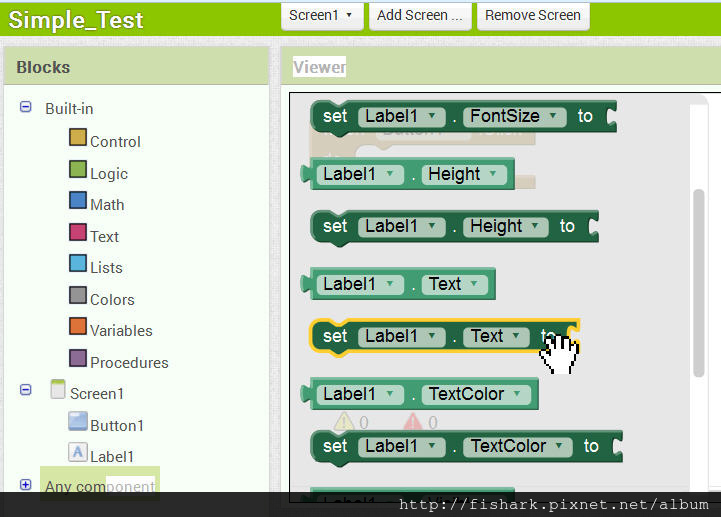 Simple_Test
Screen1 Add Screen ... Remove Screen
Blocks
Viewer
Built-in
Control
Logic
Math
Text
Lists
Colors
Variables
Procedures
Screen1
Button1
Label1
Any component
set Label1 . FontSize to
Label1 . Height
set Label1 . Height to
Label1 . Text
set Label1 . Text to
Label1 . TextColor
0 0
set Label1 . TextColor to
Label1
http://fishark.pixnet.net/album